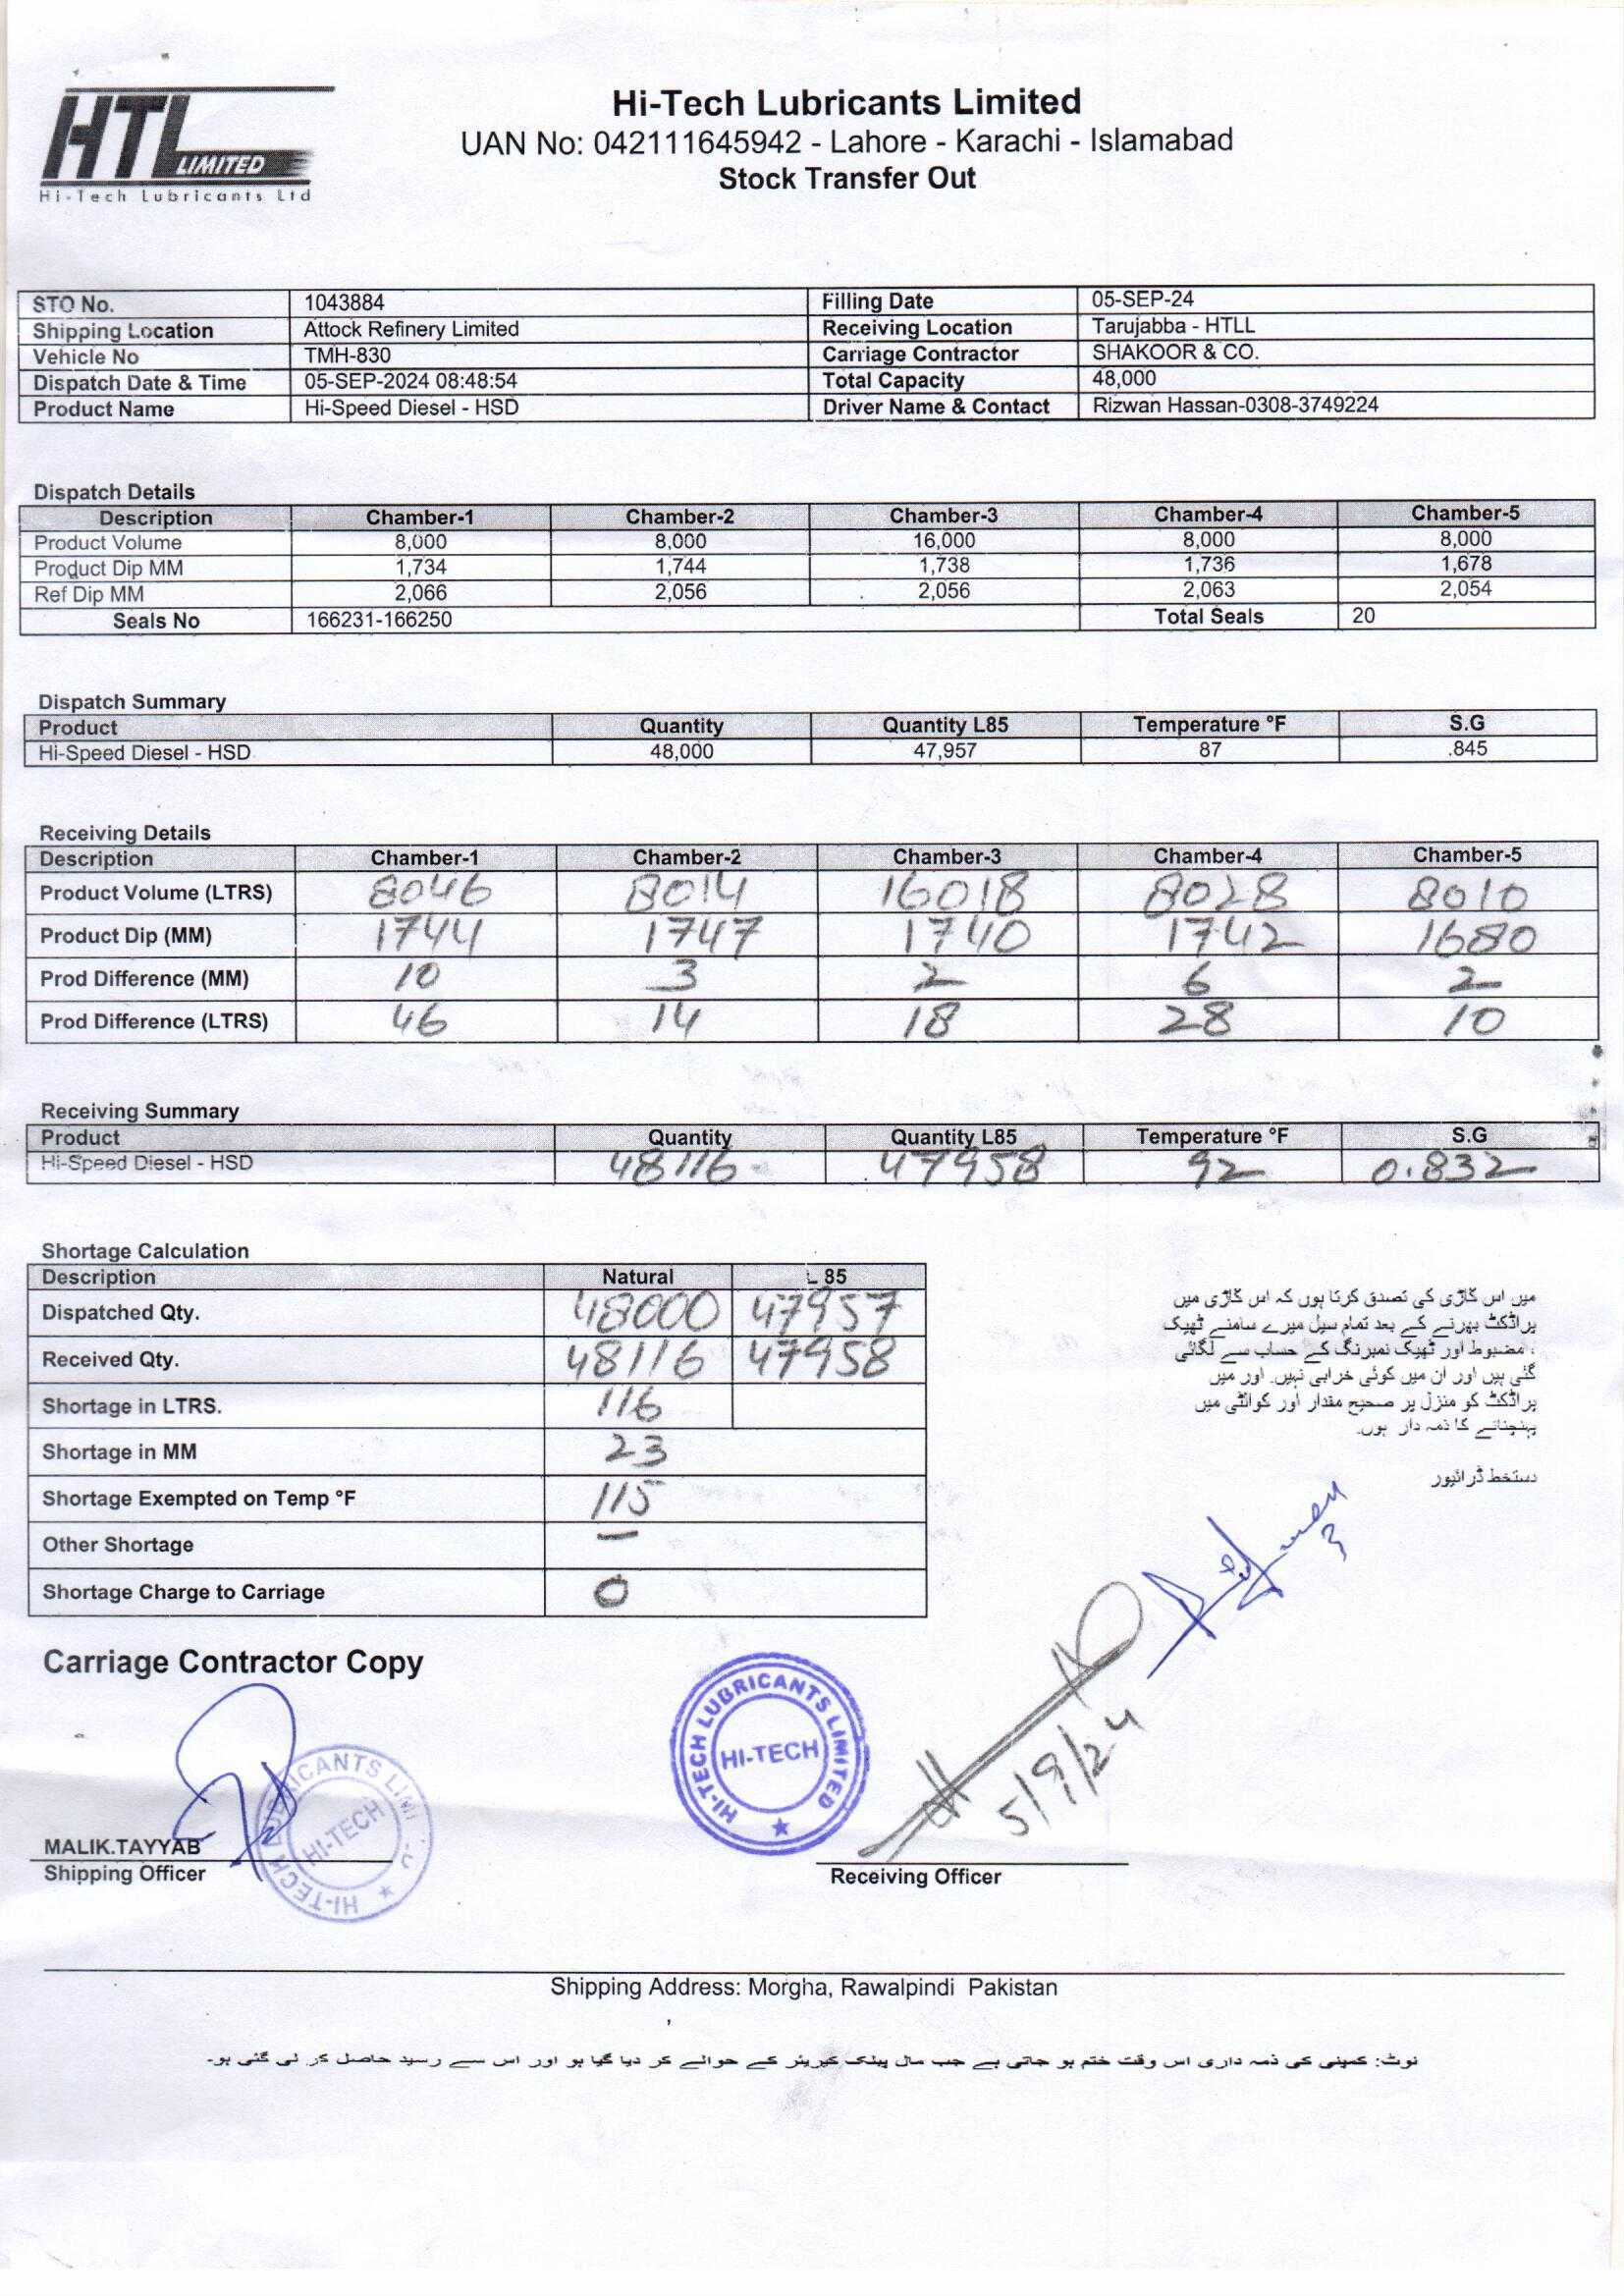 HTL LIMITED
Hi-Tech Lubricants Ltd
Hi-Tech Lubricants Limited
UAN No: 042111645942 - Lahore - Karachi - Islamabad
Stock Transfer Out
STO No. 1043884 Filling Date 05-SEP-24
Shipping Location Attock Refinery Limited Receiving Location Tarujabba - HTLL
Vehicle No TMH-830 Carriage Contractor SHAKOOR & CO.
Dispatch Date & Time 05-SEP-2024 08:48:54 Total Capacity 48,000
Product Name Hi-Speed Diesel - HSD Driver Name & Contact Rizwan Hassan-0308-3749224
Dispatch Details
Description Chamber-1 Chamber-2 Chamber-3 Chamber-4 Chamber-5
Product Volume 8,000 8,000 16,000 8,000 8,000
Product Dip MM 1,734 1,744 1,738 1,736 1,678
Ref Dip MM 2,066 2,056 2,056 2,063 2,054
Seals No 166231-166250 Total Seals 20
Dispatch Summary
Product Quantity Quantity L85 Temperature °F S.G
Hi-Speed Diesel - HSD 48,000 47,957 87 .845
Receiving Details
Description Chamber-1 Chamber-2 Chamber-3 Chamber-4 Chamber-5
Product Volume (LTRS) 8046 8014 16018 8028 8010
Product Dip (MM) 1744 1747 1740 1742 1680
Prod Difference (MM) 10 3 2 6 2
Prod Difference (LTRS) 46 14 18 28 10
Receiving Summary
Product Quantity Quantity L85 Temperature °F S.G
Hi-Speed Diesel - HSD 48116 47958 92 0.832
Shortage Calculation
Description Natural L 85
Dispatched Qty. 48000 47957
Received Qty. 48116 47958
Shortage in LTRS. 116
Shortage in MM 23
Shortage Exempted on Temp °F 115
Other Shortage —
Shortage Charge to Carriage 0
میں اس گاڑی کی تصدق کرتا ہوں کہ اس گاڑی میں
پراڈکٹ بھرنے کے بعد تمام سیل میرے سامنے ٹھیک
، مضبوط اور ٹھیک نمبرنگ کے حساب سے لگائی
گئی ہیں اور ان میں کوئی خرابی نہیں۔ اور میں
پراڈکٹ کو منزل پر صحیح مقدار اور کوالٹی میں
پہنچانے کا ذمہ دار ہوں۔
دستخط ڈرائیور
Carriage Contractor Copy
HI-TECH LUBRICANTS LIMITED
HI-TECH
5/9/24
MALIK.TAYYAB
Shipping Officer
HI-TECH LUBRICANTS LIMI
HI-TECH
Receiving Officer
Shipping Address: Morgha, Rawalpindi Pakistan
نوٹ: کمپنی کی ذمہ داری اس وقت ختم ہو جاتی ہے جب مال پبلک کیریئر کے حوالے کر دیا گیا ہو اور اس سے رسید حاصل کر لی گئی ہو۔